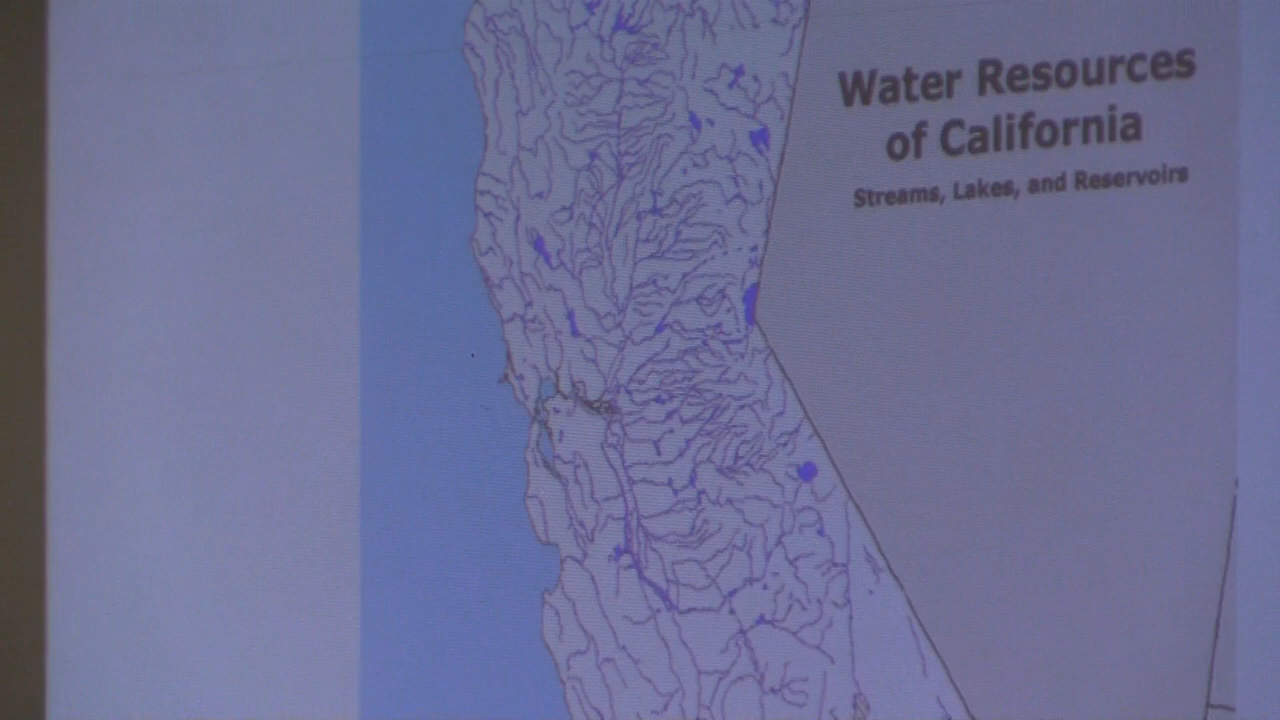 Water Resources
of California
Streams, Lakes, and Reservoirs